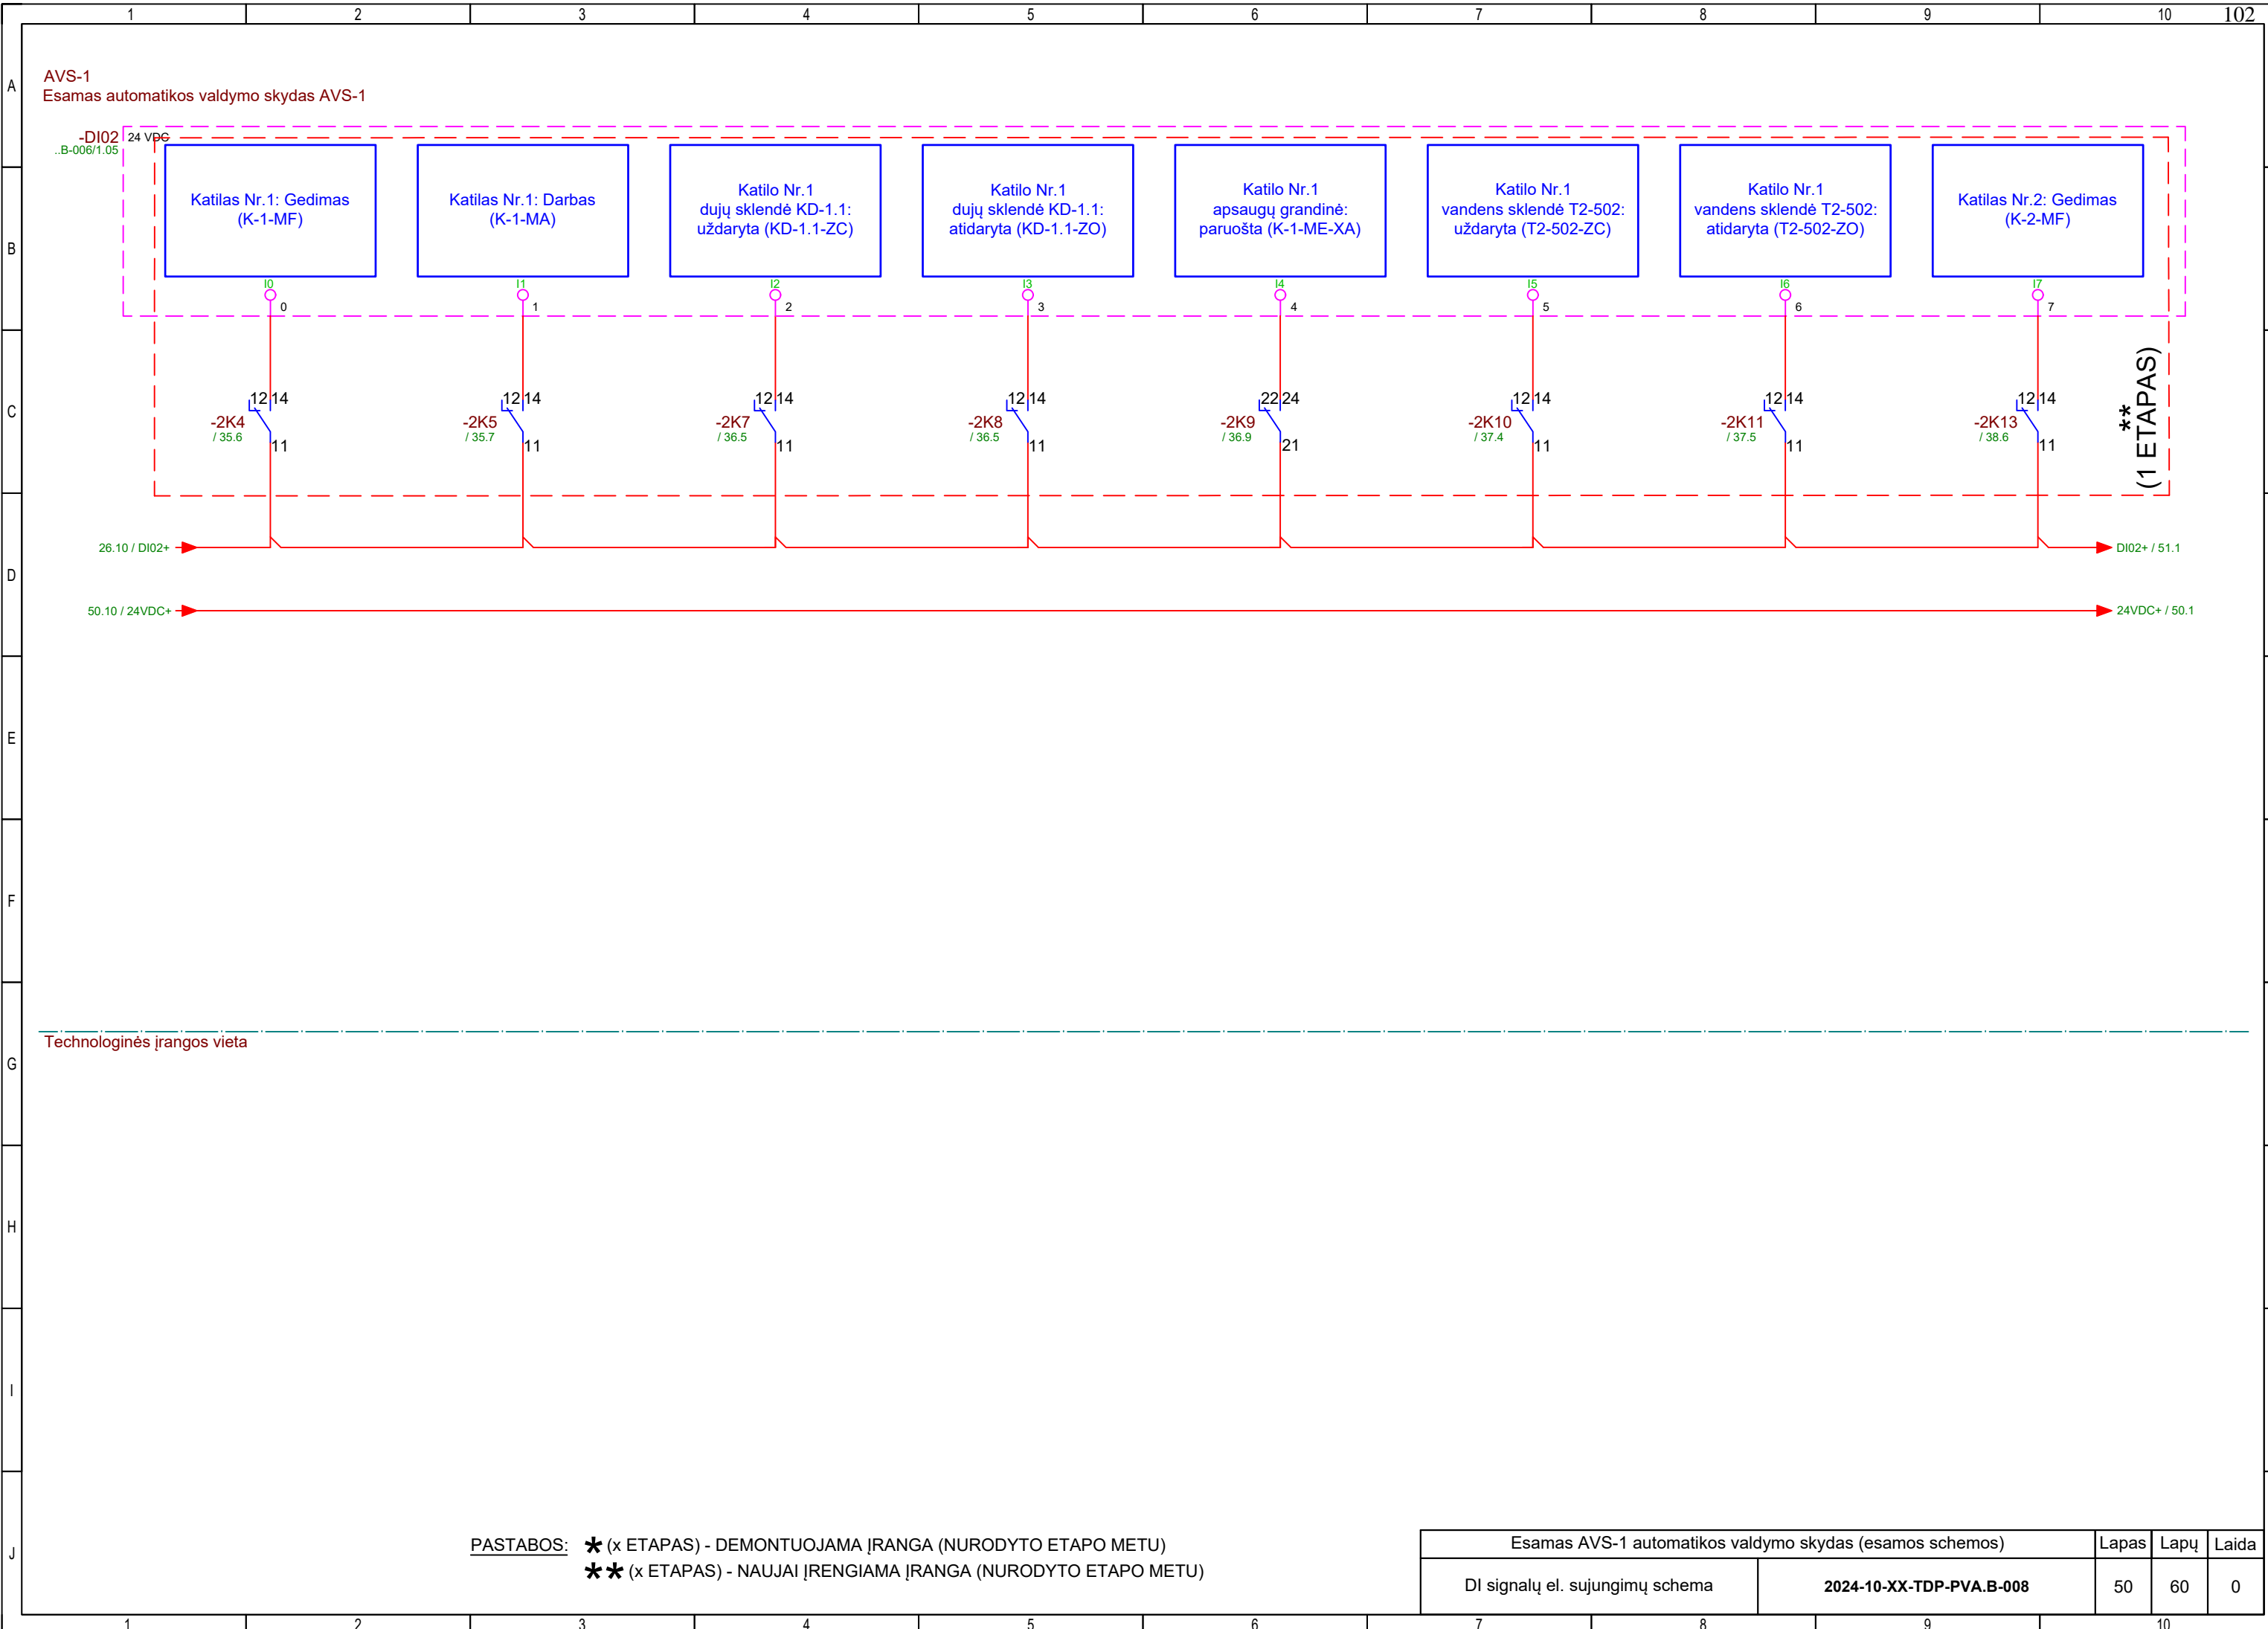 1 2 3 4 5 6 7 8 9 10 102
AVS-1
Esamas automatikos valdymo skydas AVS-1
-DI02 24 VDC
..B-006/1.05
Katilas Nr.1: Gedimas
(K-1-MF)
I0
0
Katilas Nr.1: Darbas
(K-1-MA)
I1
1
Katilo Nr.1
dujų sklendė KD-1.1:
uždaryta (KD-1.1-ZC)
I2
2
Katilo Nr.1
dujų sklendė KD-1.1:
atidaryta (KD-1.1-ZO)
I3
3
Katilo Nr.1
apsaugų grandinė:
paruošta (K-1-ME-XA)
I4
4
Katilo Nr.1
vandens sklendė T2-502:
uždaryta (T2-502-ZC)
I5
5
Katilo Nr.1
vandens sklendė T2-502:
atidaryta (T2-502-ZO)
I6
6
Katilas Nr.2: Gedimas
(K-2-MF)
I7
7
12 14
-2K4
/ 35.6
11
12 14
-2K5
/ 35.7
11
12 14
-2K7
/ 36.5
11
12 14
-2K8
/ 36.5
11
22 24
-2K9
/ 36.9
21
12 14
-2K10
/ 37.4
11
12 14
-2K11
/ 37.5
11
12 14
-2K13
/ 38.6
11
**
(1 ETAPAS)
26.10 / DI02+ DI02+ / 51.1
50.10 / 24VDC+ 24VDC+ / 50.1
A
B
C
D
E
F
G
H
I
J
Technologinės įrangos vieta
PASTABOS: * (x ETAPAS) - DEMONTUOJAMA ĮRANGA (NURODYTO ETAPO METU)
** (x ETAPAS) - NAUJAI ĮRENGIAMA ĮRANGA (NURODYTO ETAPO METU)
Esamas AVS-1 automatikos valdymo skydas (esamos schemos) Lapas Lapų Laida
DI signalų el. sujungimų schema 2024-10-XX-TDP-PVA.B-008 50 60 0
1 2 3 4 5 6 7 8 9 10